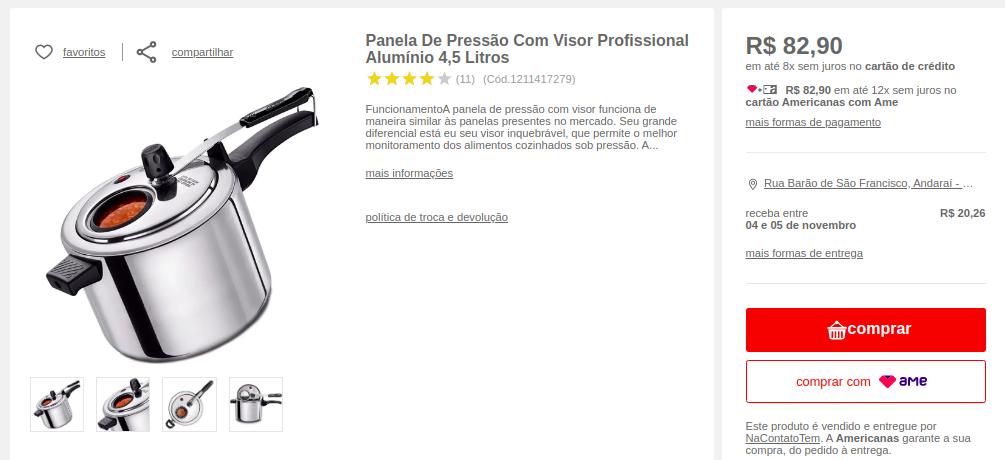 favoritos
compartilhar
Panela De Pressão Com Visor Profissional
Alumínio 4,5 Litros
(11) (Cód.1211417279)
FuncionamentoA panela de pressão com visor funciona de
maneira similar às panelas presentes no mercado. Seu grande
diferencial está eu seu visor inquebrável, que permite o melhor
monitoramento dos alimentos cozinhados sob pressão. A...
mais informações
política de troca e devolução
R$ 82,90
em até 8x sem juros no cartão de crédito
R$ 82,90 em até 12x sem juros no
cartão Americanas com Ame
mais formas de pagamento
Rua Barão de São Francisco, Andaraí - ...
receba entre R$ 20,26
04 e 05 de novembro
mais formas de entrega
comprar
comprar com ame
Este produto é vendido e entregue por
NaContatoTem. A Americanas garante a sua
compra, do pedido à entrega.